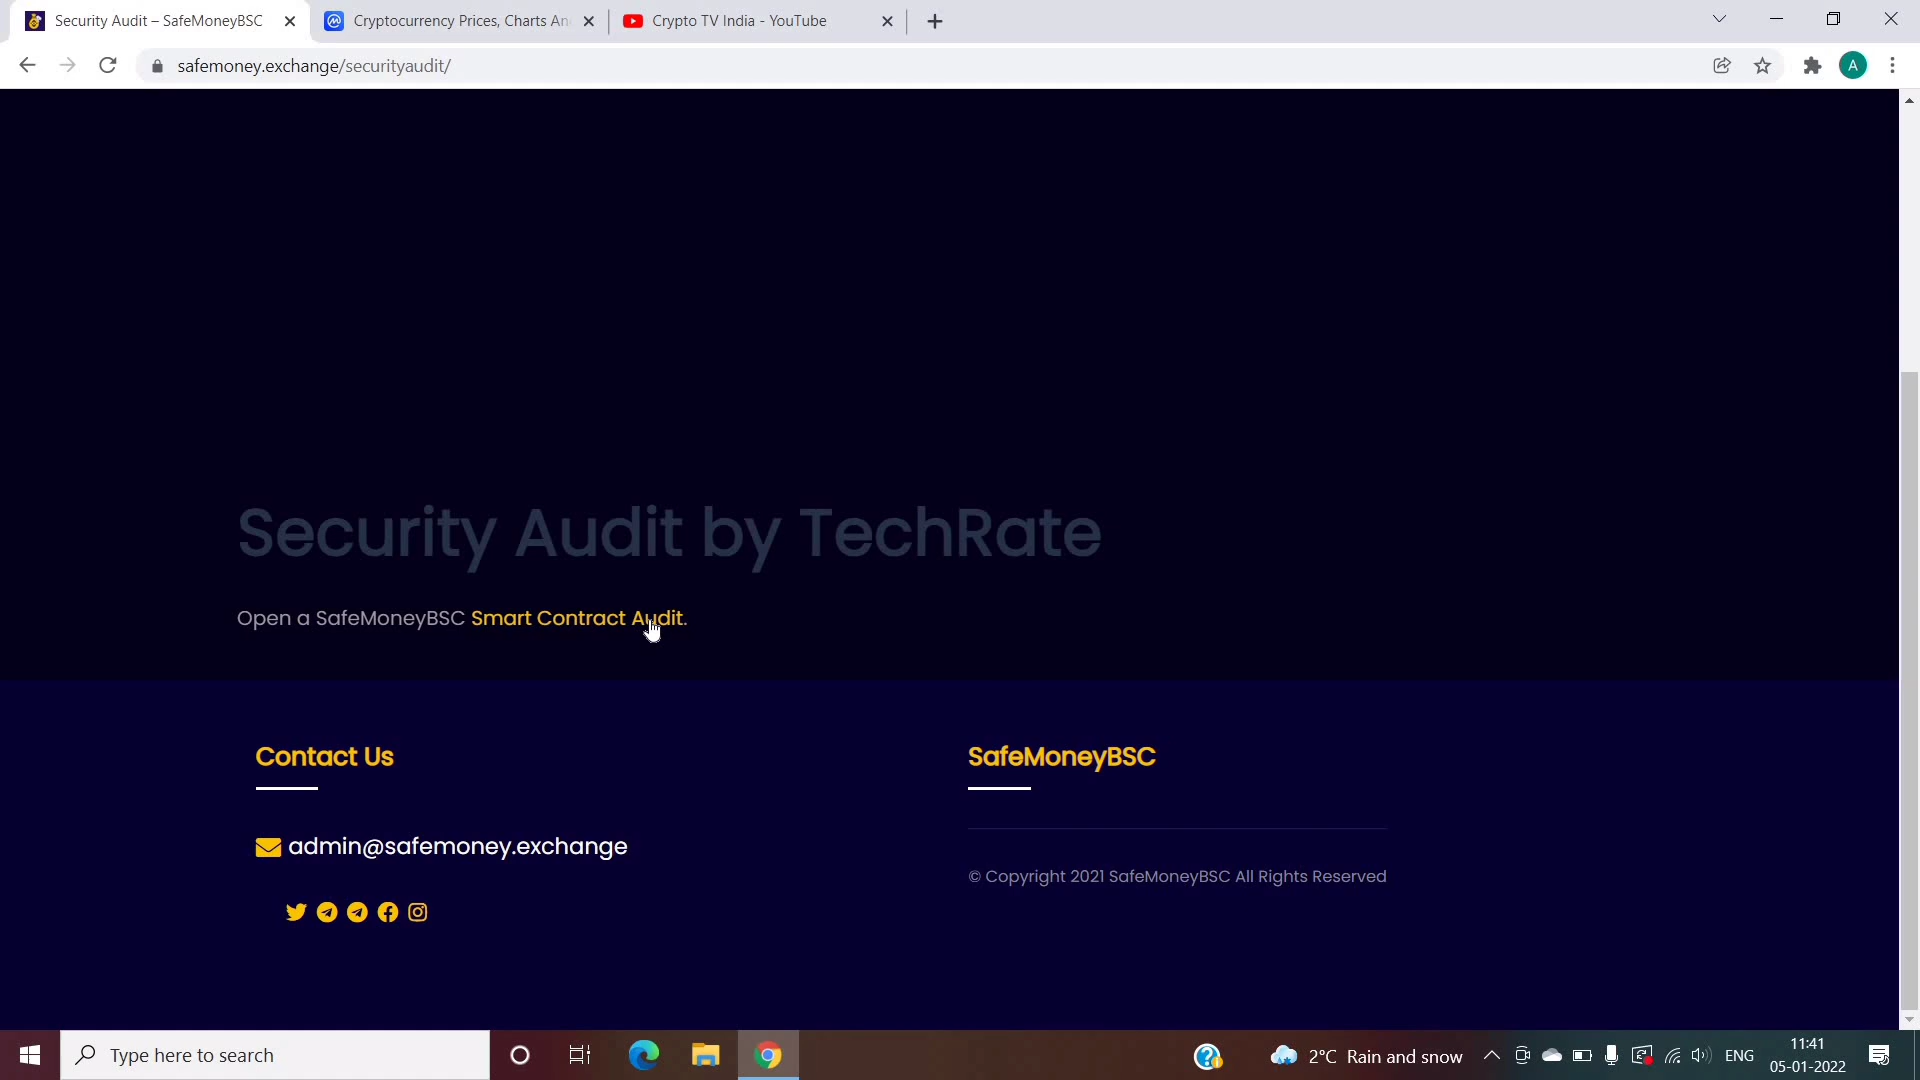 Security Audit – SafeMoneyBSC
Cryptocurrency Prices, Charts An
Crypto TV India - YouTube
safemoney.exchange/securityaudit/
A
Security Audit by TechRate
Open a SafeMoneyBSC Smart Contract Audit.
Contact Us
SafeMoneyBSC
admin@safemoney.exchange
© Copyright 2021 SafeMoneyBSC All Rights Reserved
Type here to search
2°C Rain and snow
ENG
11:41
05-01-2022